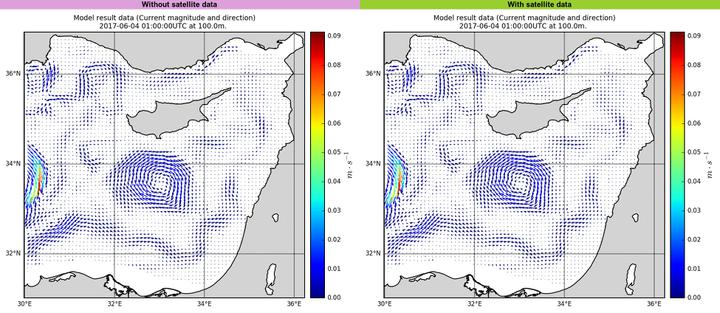 Without satellite data
With satellite data
Model result data (Current magnitude and direction)
2017-06-04 01:00:00UTC at 100.0m.
36°N
34°N
32°N
30°E
32°E
34°E
36°E
0.09
0.08
0.07
0.06
0.05
0.04
0.03
0.02
0.01
0.00
m · s⁻¹
Model result data (Current magnitude and direction)
2017-06-04 01:00:00UTC at 100.0m.
36°N
34°N
32°N
30°E
32°E
34°E
36°E
0.09
0.08
0.07
0.06
0.05
0.04
0.03
0.02
0.01
0.00
m · s⁻¹